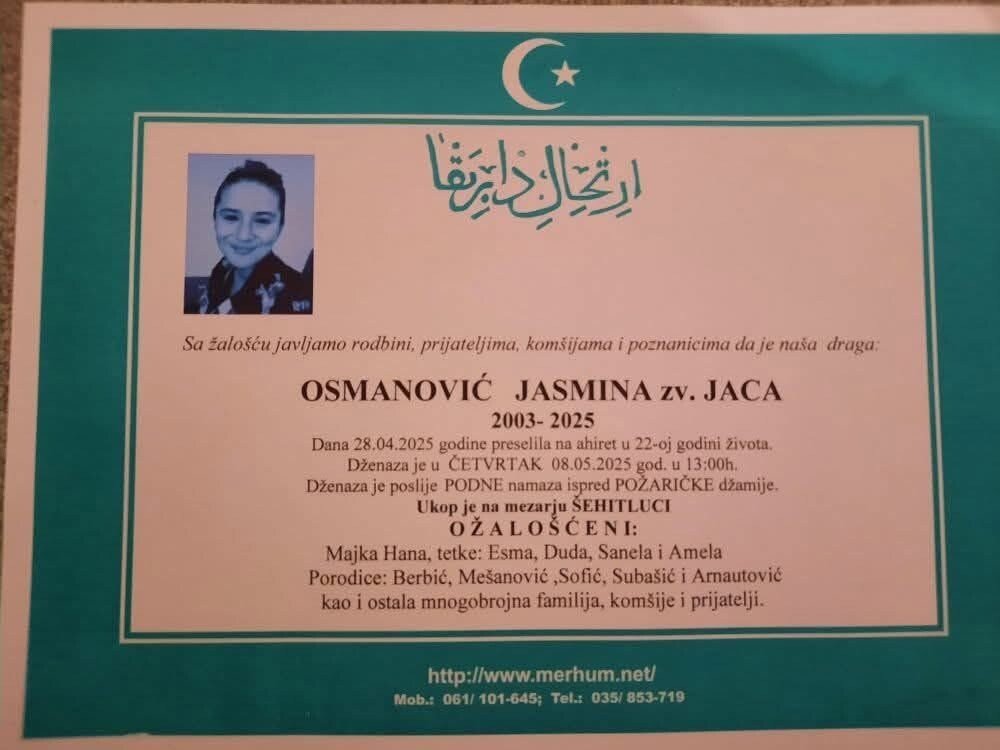 ارتحال دار بقا
Sa žalošću javljamo rodbini, prijateljima, komšijama i poznanicima da je naša draga:
OSMANOVIĆ JASMINA zv. JACA
2003- 2025
Dana 28.04.2025 godine preselila na ahiret u 22-oj godini života.
Dženaza je u ČETVRTAK 08.05.2025 god. u 13:00h.
Dženaza je poslije PODNE namaza ispred POŽARIČKE džamije.
Ukop je na mezarju ŠEHITLUCI
O Ž A L O Š Ć E N I:
Majka Hana, tetke: Esma, Duda, Sanela i Amela
Porodice: Berbić, Mešanović ,Sofić, Subašić i Arnautović
kao i ostala mnogobrojna familija, komšije i prijatelji.
http://www.merhum.net/
Mob.: 061/ 101-645; Tel.: 035/ 853-719